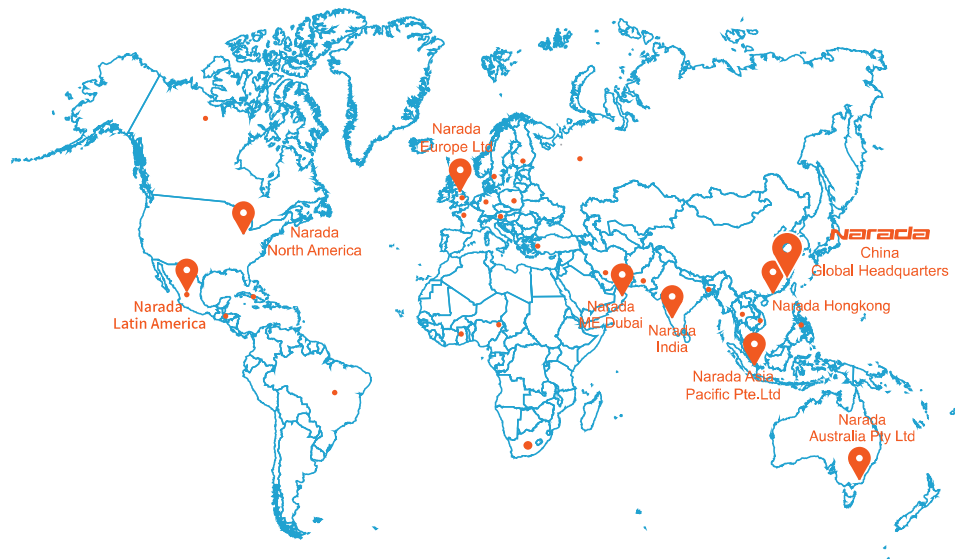 Narada
Europe Ltd
Narada
North America
Narada
Latin America
Narada
China
Global Headquarters
Narada Hongkong
Narada
ME Dubai
Narada
India
Narada Asia
Pacific Pte.Ltd
Narada
Australia Pty Ltd